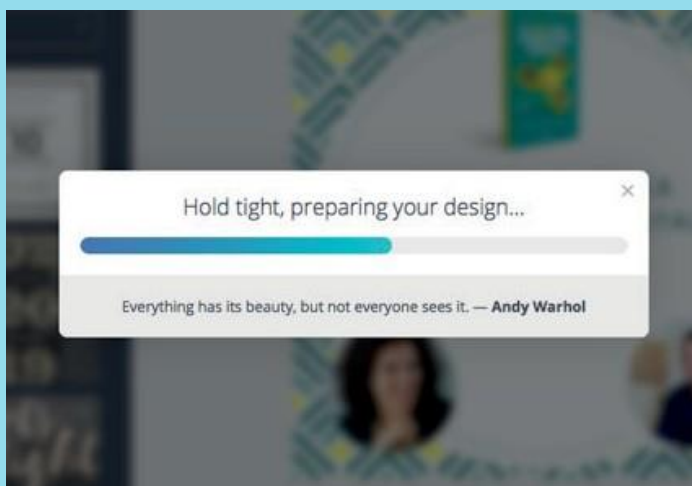 Hold tight, preparing your design...
Everything has its beauty, but not everyone sees it. — Andy Warhol